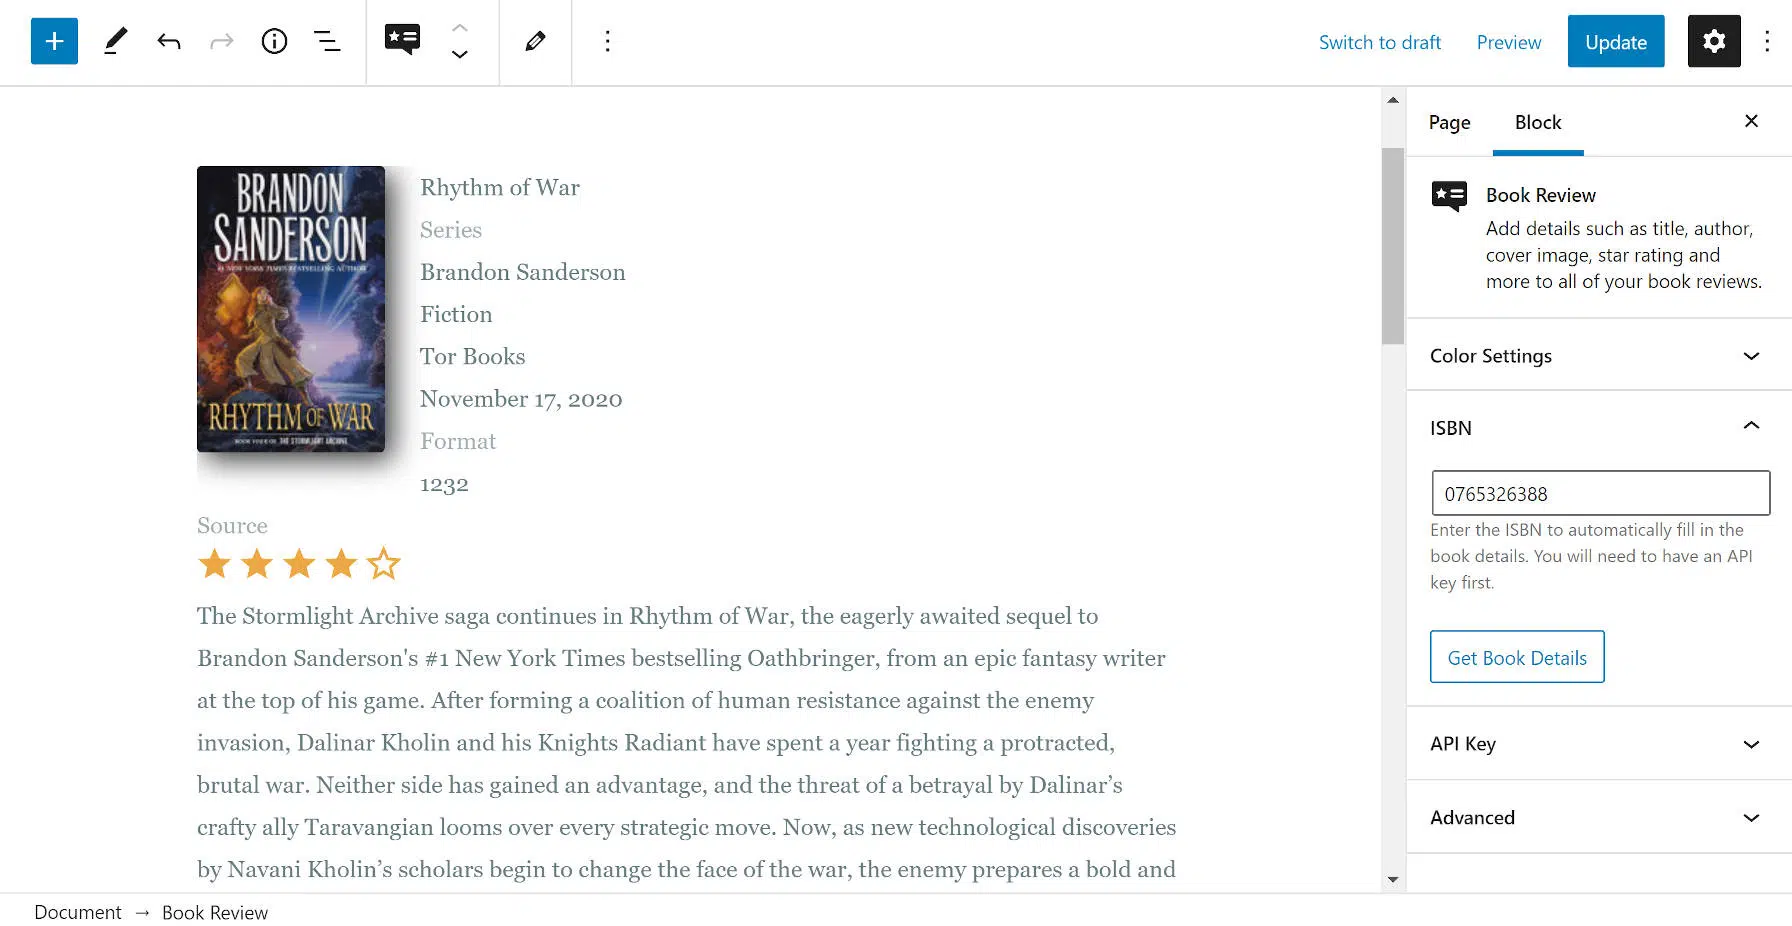 Switch to draft
Preview
Update
BRANDON
SANDERSON
#1 NEW YORK TIMES BESTSELLING AUTHOR
RHYTHM OF WAR
BOOK FOUR OF THE STORMLIGHT ARCHIVE
Rhythm of War
Series
Brandon Sanderson
Fiction
Tor Books
November 17, 2020
Format
1232
Source
The Stormlight Archive saga continues in Rhythm of War, the eagerly awaited sequel to
Brandon Sanderson's #1 New York Times bestselling Oathbringer, from an epic fantasy writer
at the top of his game. After forming a coalition of human resistance against the enemy
invasion, Dalinar Kholin and his Knights Radiant have spent a year fighting a protracted,
brutal war. Neither side has gained an advantage, and the threat of a betrayal by Dalinar’s
crafty ally Taravangian looms over every strategic move. Now, as new technological discoveries
by Navani Kholin’s scholars begin to change the face of the war, the enemy prepares a bold and
Page
Block
Book Review
Add details such as title, author,
cover image, star rating and
more to all of your book reviews.
Color Settings
ISBN
0765326388
Enter the ISBN to automatically fill in the
book details. You will need to have an API
key first.
Get Book Details
API Key
Advanced
Document → Book Review